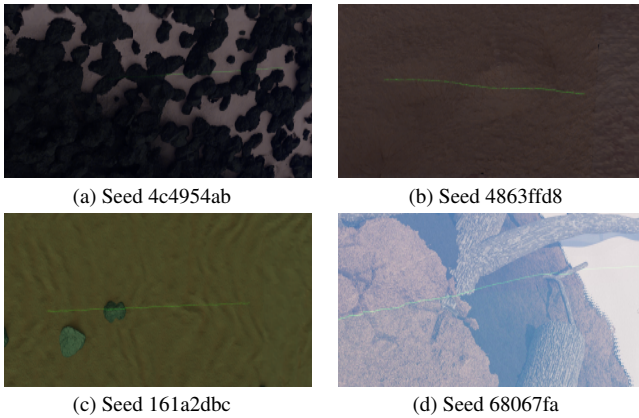 (a) Seed 4c4954ab
(b) Seed 4863ffd8
(c) Seed 161a2dbc
(d) Seed 68067fa